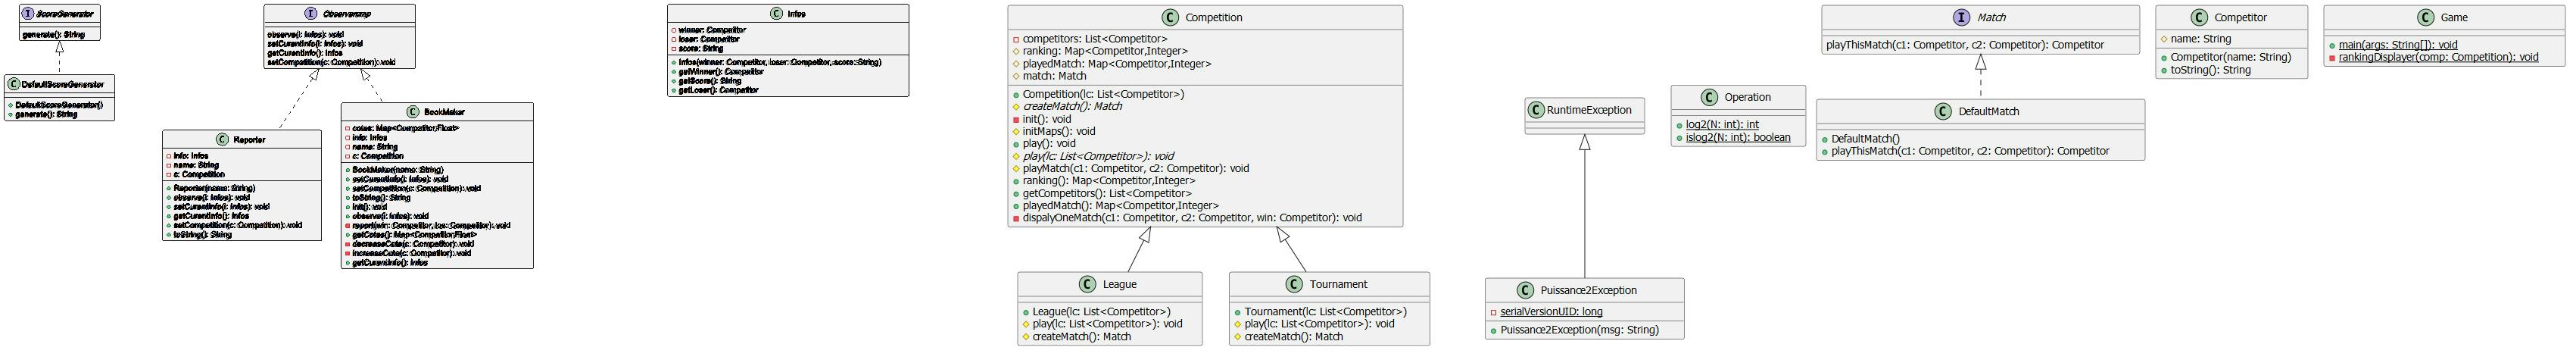 I ScoreGenerator
generate(): String
C DefaultScoreGenerator
DefaultScoreGenerator()
generate(): String
I Observateurs
observe(i: Infos): void
setCurentInfo(i: Infos): void
getCurentInfo(): Infos
setCompetition(c: Competition): void
C Reporter
info: Infos
name: String
c: Competition
Reporter(name: String)
observe(i: Infos): void
setCurentInfo(i: Infos): void
getCurentInfo(): Infos
setCompetition(c: Competition): void
toString(): String
C BookMaker
cotes: Map<Competitor,Float>
info: Infos
name: String
c: Competition
BookMaker(name: String)
setCurentInfo(i: Infos): void
setCompetition(c: Competition): void
toString(): String
init(): void
observe(i: Infos): void
report(win: Competitor, los: Competitor): void
getCotes(): Map<Competitor,Float>
decreaseCote(c: Competitor): void
increaseCote(c: Competitor): void
getCurentInfo(): Infos
C Infos
winner: Competitor
loser: Competitor
score: String
Infos(winner: Competitor, loser: Competitor, score: String)
getWinner(): Competitor
getScore(): String
getLoser(): Competitor
C Competition
competitors: List<Competitor>
ranking: Map<Competitor,Integer>
playedMatch: Map<Competitor,Integer>
match: Match
Competition(lc: List<Competitor>)
createMatch(): Match
init(): void
initMaps(): void
play(): void
play(lc: List<Competitor>): void
playMatch(c1: Competitor, c2: Competitor): void
ranking(): Map<Competitor,Integer>
getCompetitors(): List<Competitor>
playedMatch(): Map<Competitor,Integer>
dispalyOneMatch(c1: Competitor, c2: Competitor, win: Competitor): void
C League
League(lc: List<Competitor>)
play(lc: List<Competitor>): void
createMatch(): Match
C Tournament
Tournament(lc: List<Competitor>)
play(lc: List<Competitor>): void
createMatch(): Match
C RuntimeException
C Puissance2Exception
serialVersionUID: long
Puissance2Exception(msg: String)
C Operation
log2(N: int): int
islog2(N: int): boolean
I Match
playThisMatch(c1: Competitor, c2: Competitor): Competitor
C DefaultMatch
DefaultMatch()
playThisMatch(c1: Competitor, c2: Competitor): Competitor
C Competitor
name: String
Competitor(name: String)
toString(): String
C Game
main(args: String[]): void
rankingDisplayer(comp: Competition): void